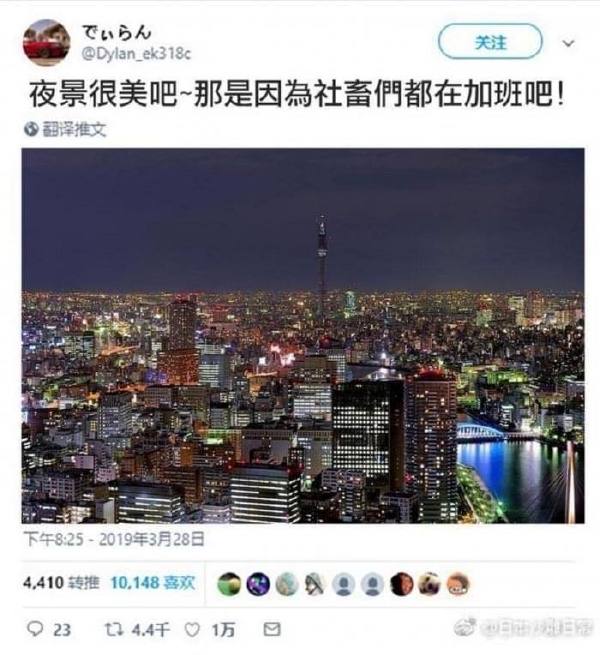 でぃらん
@Dylan_ek318c
关注
夜景很美吧~那是因為社畜們都在加班吧!
翻译推文
下午8:25 - 2019年3月28日
4,410 转推 10,148 喜欢
23 4.4千 1万